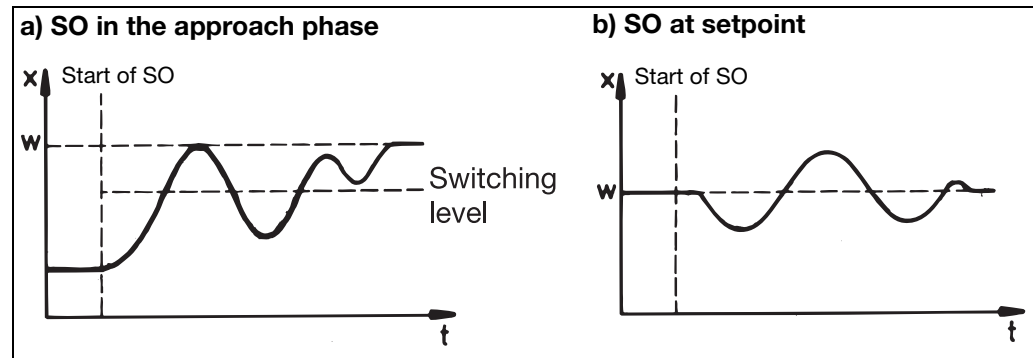 a) SO in the approach phase
x
Start of SO
w
Switching
level
t
b) SO at setpoint
x
Start of SO
w
t